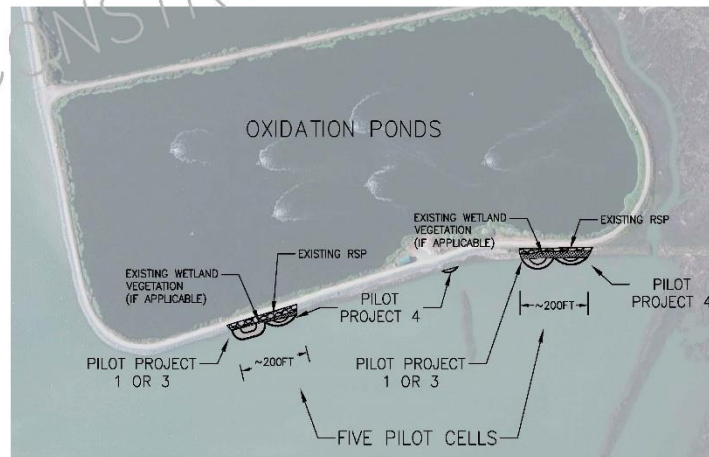 CONSTR
OXIDATION PONDS
EXISTING WETLAND
VEGETATION
(IF APPLICABLE)
EXISTING RSP
EXISTING RSP
EXISTING WETLAND
VEGETATION
(IF APPLICABLE)
PILOT
PROJECT 4
PILOT
PROJECT 4
~200FT
PILOT PROJECT
1 OR 3
~200FT
PILOT PROJECT
1 OR 3
FIVE PILOT CELLS